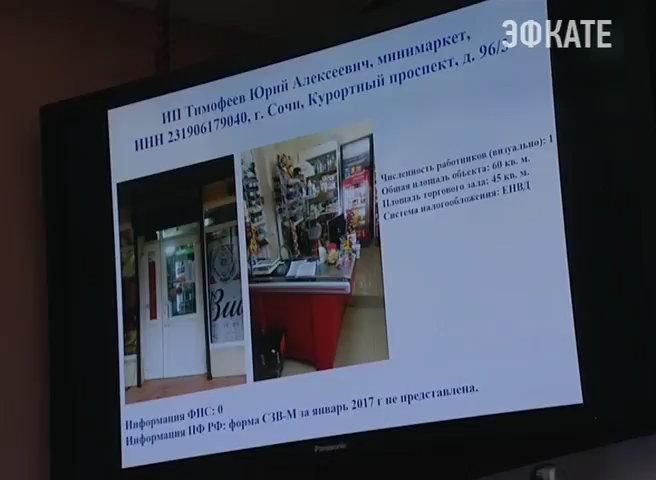 ЭФКАТЕ
ИП Тимофеев Юрий Алексеевич, минимаркет,
ИНН 231906179040, г. Сочи, Курортный проспект, д. 96/5
Численность работников (визуально): 1
Общая площадь объекта: 60 кв. м.
Площадь торгового зала: 45 кв. м.
Система налогообложения: ЕНВД
Информация ФНС: 0
Информация ПФ РФ: форма СЗВ-М за январь 2017 г не представлена.
Panasonic